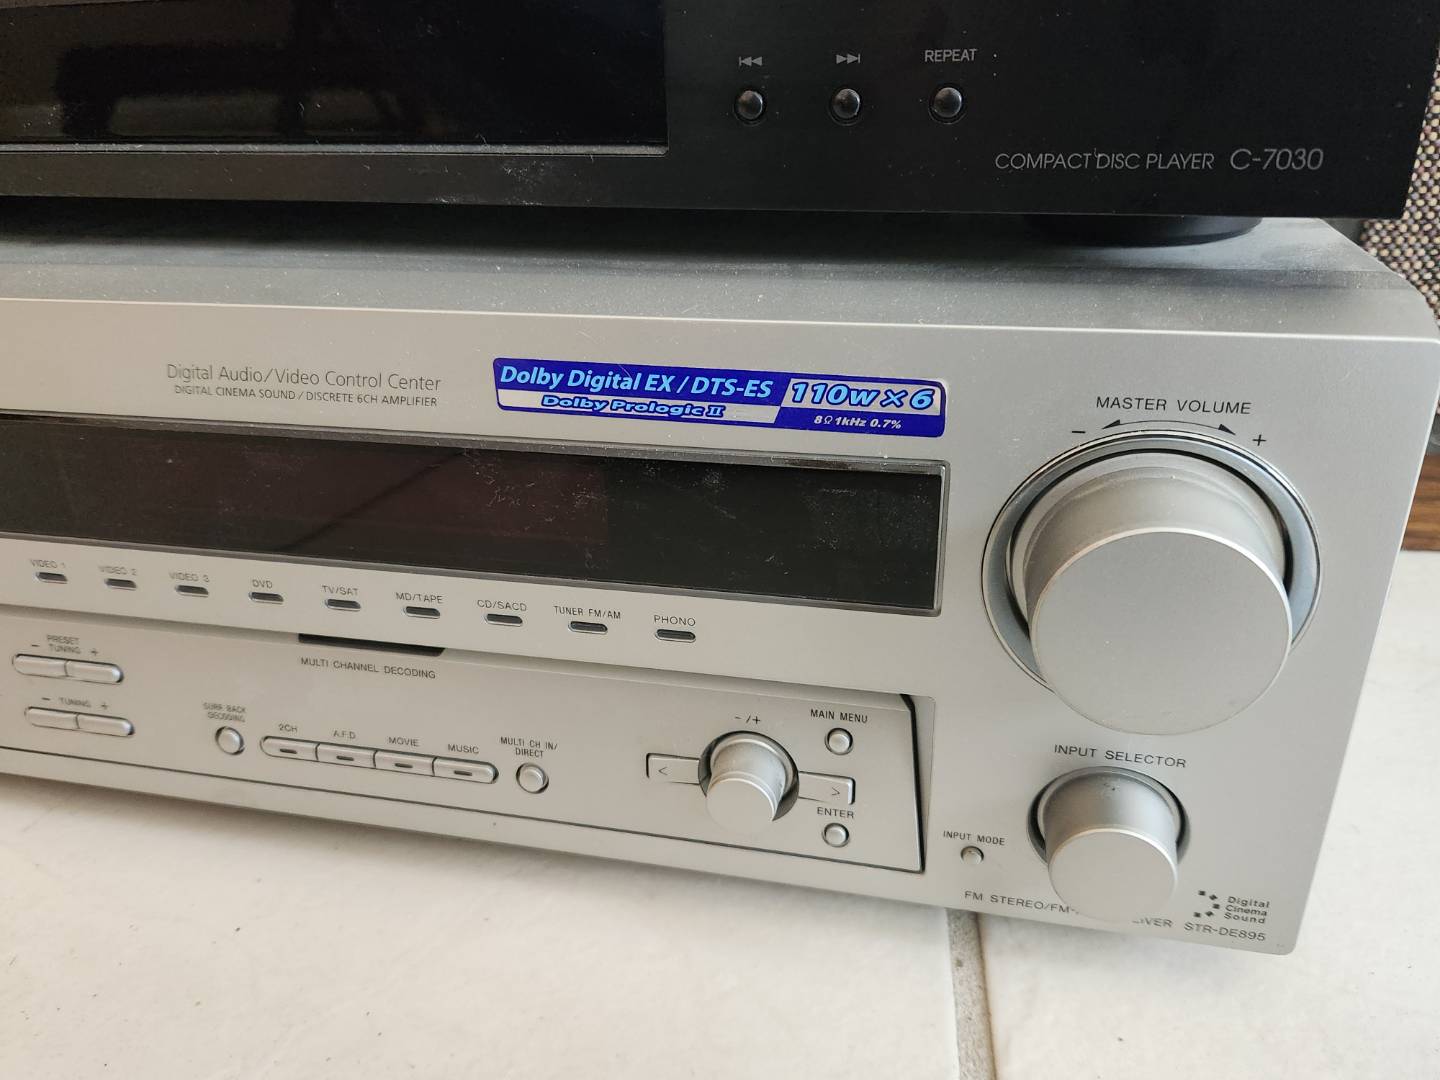 REPEAT
COMPACT DISC PLAYER C-7030
Digital Audio/Video Control Center
DIGITAL CINEMA SOUND / DISCRETE 6CH AMPLIFIER
Dolby Digital EX / DTS-ES 110w×6
Dolby Prologic II
8Ω 1kHz 0.7%
MASTER VOLUME
- +
VIDEO 1 VIDEO 2 VIDEO 3 DVD TV/SAT MD/TAPE CD/SACD TUNER FM/AM PHONO
PRESET
- TUNING +
MULTI CHANNEL DECODING
- TUNING +
SURR BACK
DECODING
2CH A.F.D MOVIE MUSIC
MULTI CH IN/
DIRECT
- /+
MAIN MENU
< >
ENTER
INPUT SELECTOR
INPUT MODE
FM STEREO/FM- STR-DE895
Digital
Cinema
Sound